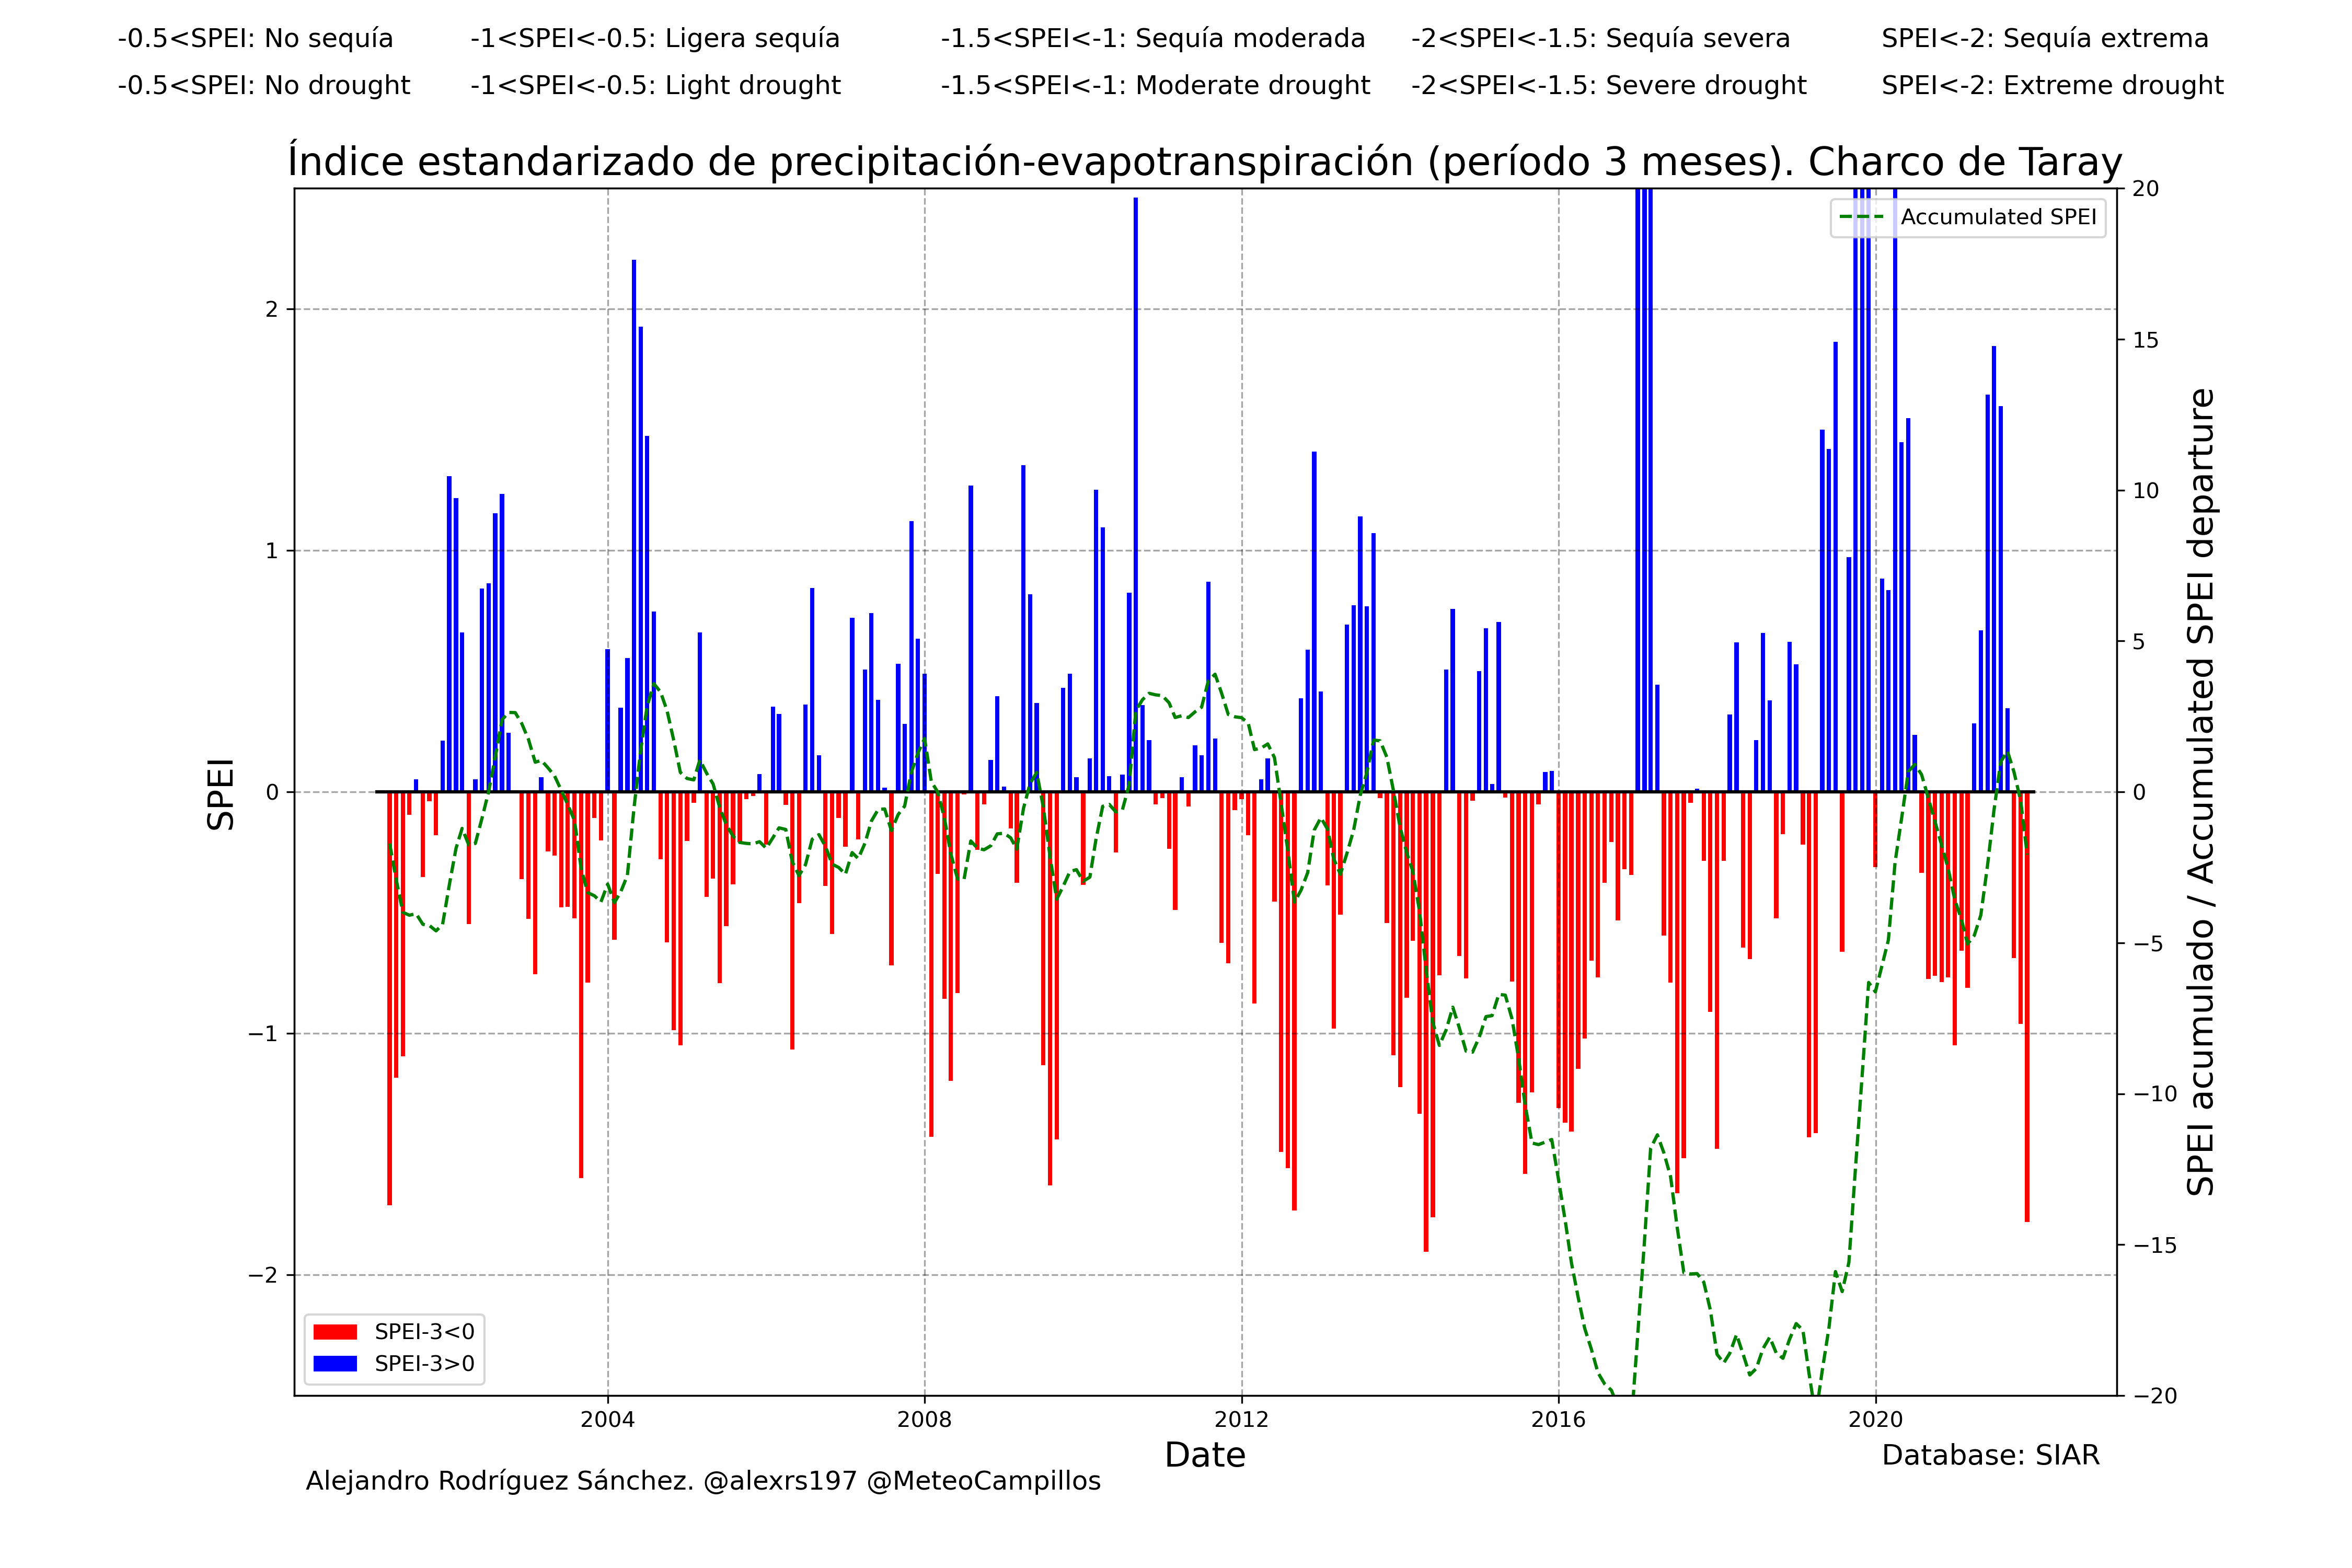 -0.5<SPEI: No sequía -1<SPEI<-0.5: Ligera sequía -1.5<SPEI<-1: Sequía moderada -2<SPEI<-1.5: Sequía severa SPEI<-2: Sequía extrema
-0.5<SPEI: No drought -1<SPEI<-0.5: Light drought -1.5<SPEI<-1: Moderate drought -2<SPEI<-1.5: Severe drought SPEI<-2: Extreme drought
Índice estandarizado de precipitación-evapotranspiración (período 3 meses). Charco de Taray
Accumulated SPEI
SPEI
2
1
0
−1
−2
20
15
10
5
0
−5
−10
−15
−20
SPEI acumulado / Accumulated SPEI departure
SPEI-3<0
SPEI-3>0
2004 2008 2012 2016 2020
Date
Database: SIAR
Alejandro Rodríguez Sánchez. @alexrs197 @MeteoCampillos